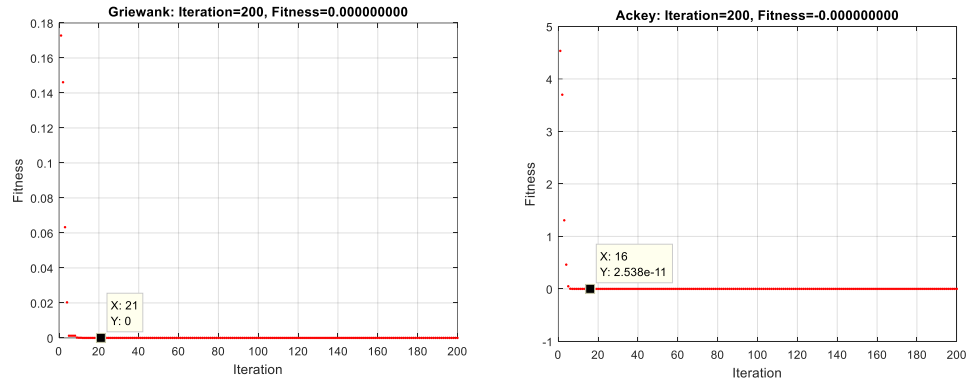 Griewank: Iteration=200, Fitness=0.000000000
0.18
0.16
0.14
0.12
0.1
0.08
0.06
0.04
0.02
0
Fitness
X: 21
Y: 0
0 20 40 60 80 100 120 140 160 180 200
Iteration
Ackey: Iteration=200, Fitness=-0.000000000
5
4
3
2
1
0
-1
Fitness
X: 16
Y: 2.538e-11
0 20 40 60 80 100 120 140 160 180 200
Iteration